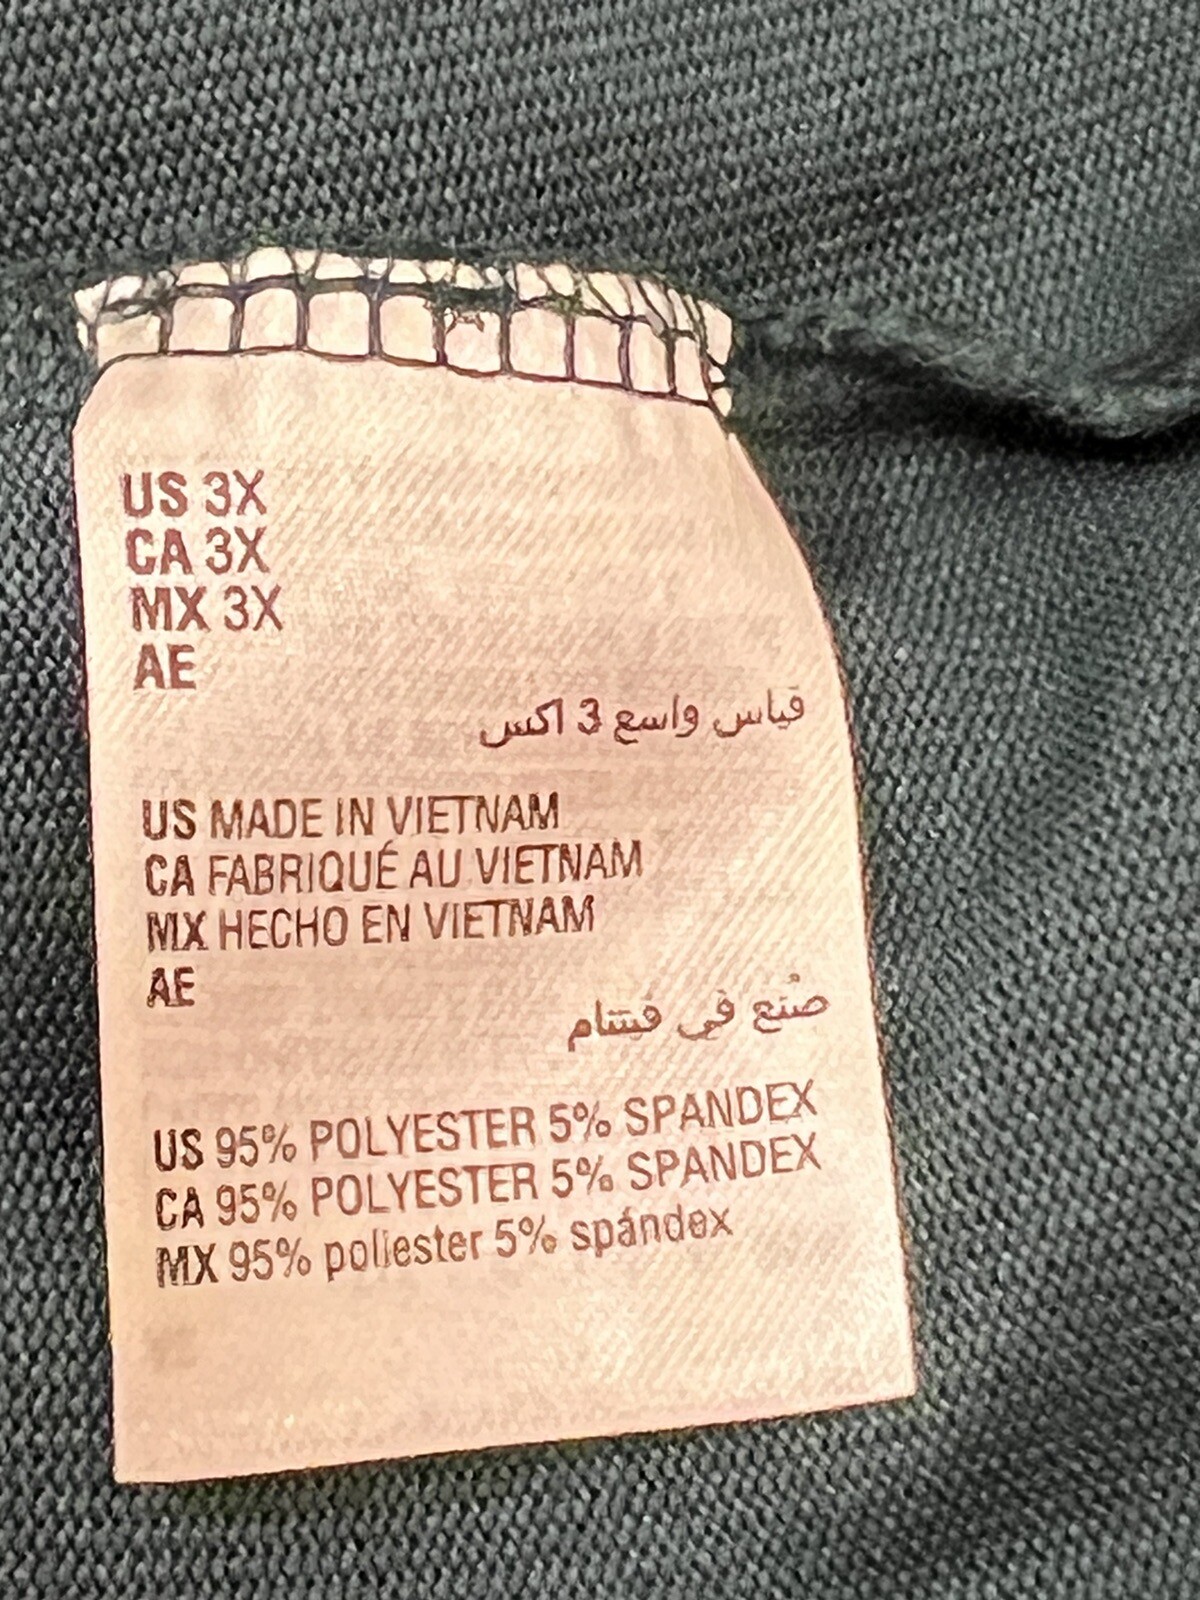 US 3X
CA 3X
MX 3X
AE
قياس واسع 3 اكس
US MADE IN VIETNAM
CA FABRIQUÉ AU VIETNAM
MX HECHO EN VIETNAM
AE
صُنع في فيتنام
US 95% POLYESTER 5% SPANDEX
CA 95% POLYESTER 5% SPANDEX
MX 95% poliester 5% spándex